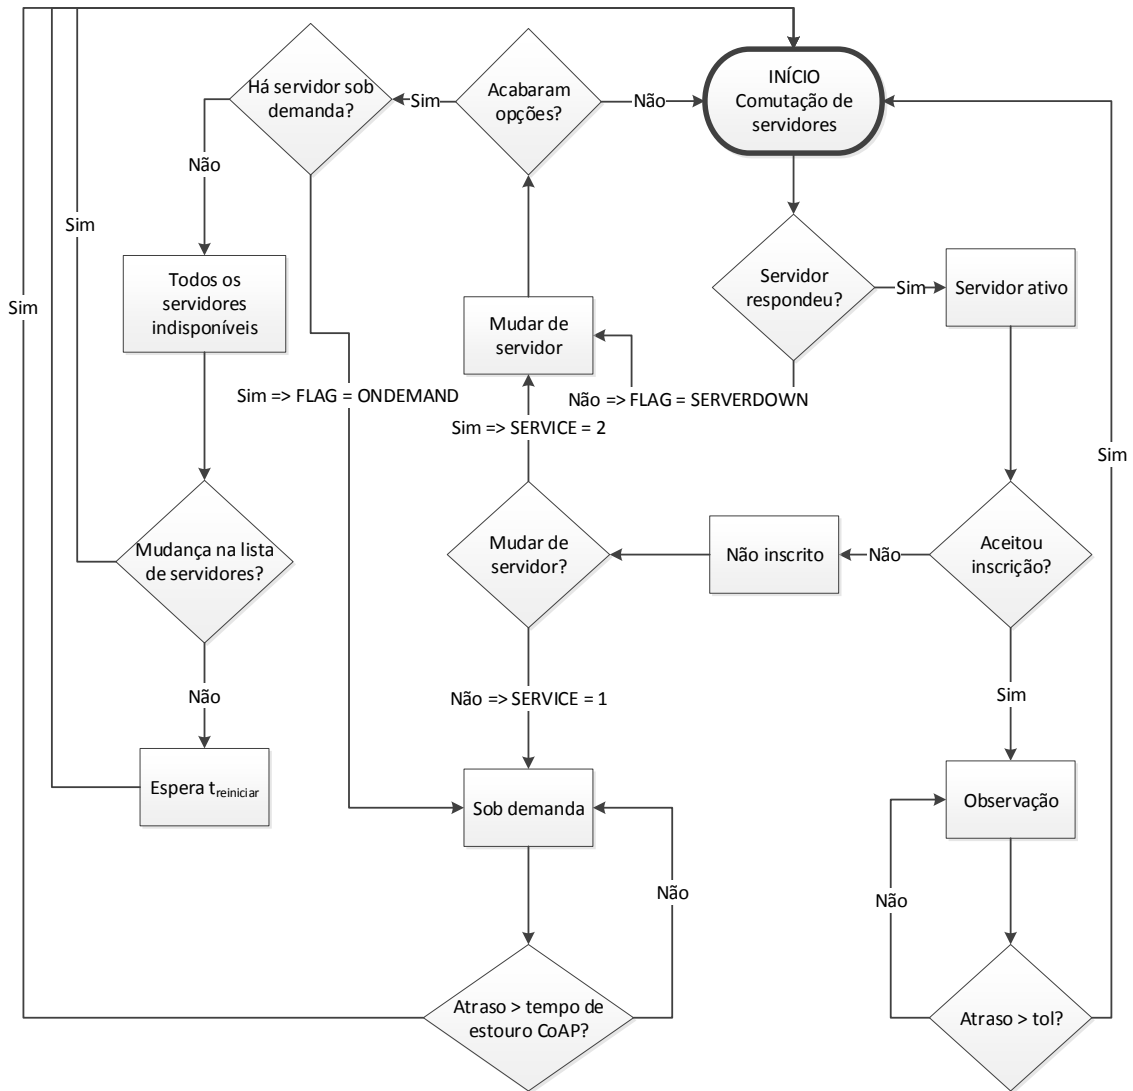 INÍCIO
Comutação de
servidores
Há servidor sob
demanda?
Sim
Acabaram
opções?
Não
Não
Sim
Sim
Todos os
servidores
indisponíveis
Mudar de
servidor
Servidor
respondeu?
Sim
Servidor ativo
Sim => FLAG = ONDEMAND
Não => FLAG = SERVERDOWN
Sim => SERVICE = 2
Sim
Mudança na lista
de servidores?
Mudar de
servidor?
Não inscrito
Não
Aceitou
inscrição?
Não
Não => SERVICE = 1
Sim
Espera treiniciar
Sob demanda
Observação
Não
Não
Atraso > tempo de
estouro CoAP?
Atraso > tol?